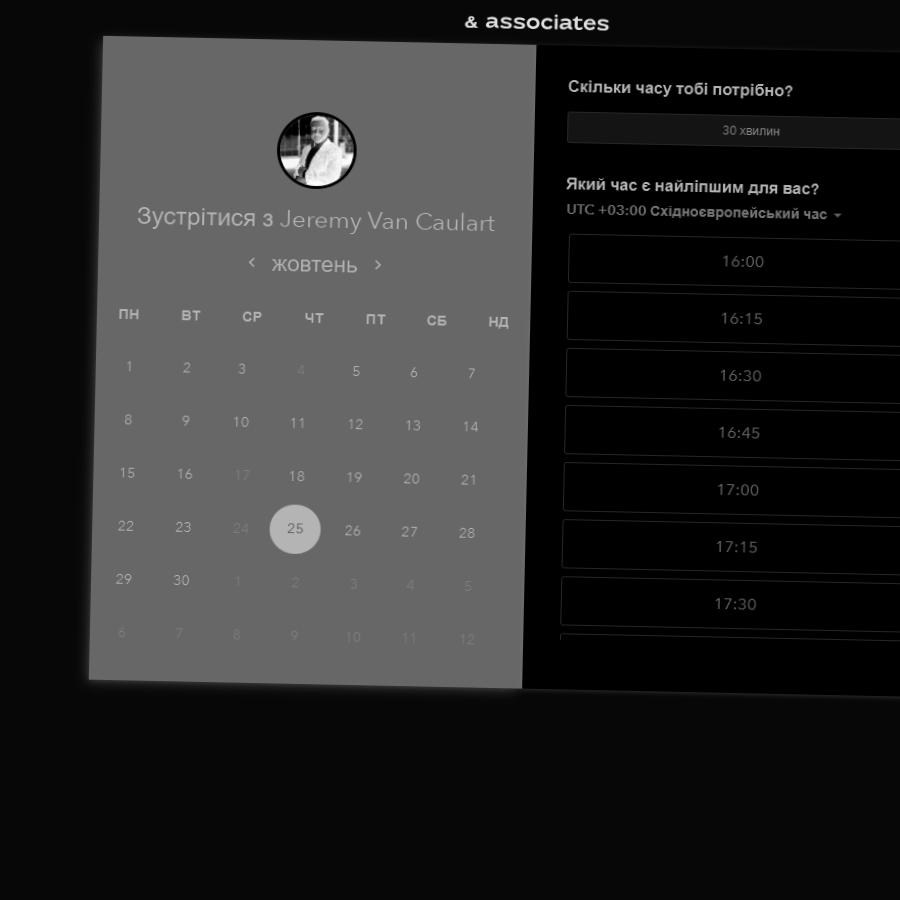 & associates
Зустрітися з Jeremy Van Caulart
жовтень
ПН ВТ СР ЧТ ПТ СБ НД
1 2 3 4 5 6 7
8 9 10 11 12 13 14
15 16 17 18 19 20 21
22 23 24 25 26 27 28
29 30 1 2 3 4 5
6 7 8 9 10 11 12
Скільки часу тобі потрібно?
30 хвилин
Який час є найліпшим для вас?
UTC +03:00 Східноєвропейський час
16:00
16:15
16:30
16:45
17:00
17:15
17:30